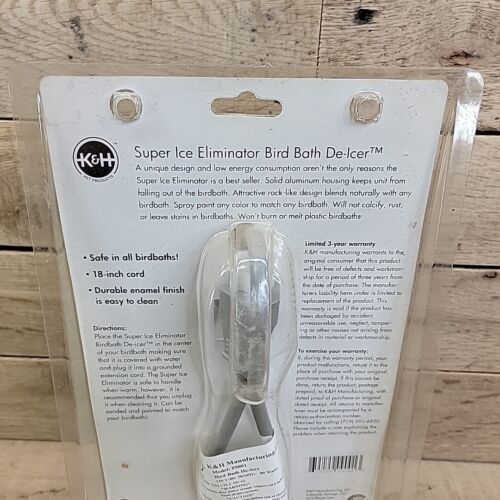 K&H
PET PRODUCTS
Super Ice Eliminator Bird Bath De-Icer™
A unique design and low energy consumption aren't the only reasons the
Super Ice Eliminator is a best seller. Solid aluminum housing keeps unit from
falling out of the birdbath. Attractive rock-like design blends naturally with any
birdbath. Spray paint any color to match any birdbath. Will not calcify, rust,
or leave stains in birdbaths. Won't burn or melt plastic birdbaths.
• Safe in all birdbaths!
• 18-inch cord
• Durable enamel finish
is easy to clean
Directions:
Place the Super Ice Eliminator
Birdbath De-icer™ in the center
of your birdbath making sure
that it is covered with water
and plug it into a grounded
extension cord. The Super Ice
Eliminator is safe to handle
when warm, however, it is
recommended that you unplug
it when cleaning it. Can be
sanded and painted to match
your birdbath!
Limited 3-year warranty
K&H manufacturing warrants to the
original consumer that this product
will be free of defects and workman-
ship for a period of three years from
the date of purchase. The manufac-
turers liability here under is limited to
replacement of the product. This
warranty is void if the product has
been damaged by accident,
unreasonable use, neglect, tamper-
ing or other causes not arising from
defects in material or workmanship.
To exercise your warranty:
If, during the warranty period, your
product malfunctions, return it to the
place of purchase with your original
purchase receipt. If this cannot be
done, return the product, postage
prepaid, to K&H Manufacturing, with
dated proof of purchase or original
dated receipt. All returns to manufac-
turer must be accompanied by a
return authorization number,
obtained by calling (719) 591-6950.
Please include a note explaining the
problem when returning the product.
K&H Manufacturing
Bird Bath De-Icer
K&H Manufacturing, LLC
Colorado Springs, CO